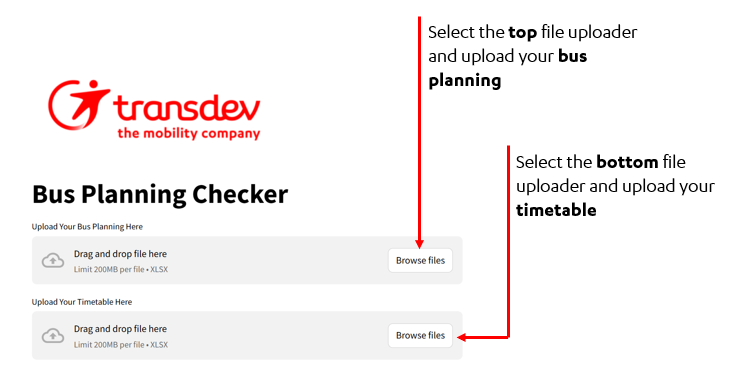 Select the top file uploader
and upload your bus
planning
transdev
the mobility company
Select the bottom file
uploader and upload your
timetable
Bus Planning Checker
Upload Your Bus Planning Here
Drag and drop file here
Limit 200MB per file • XLSX
Browse files
Upload Your Timetable Here
Drag and drop file here
Limit 200MB per file • XLSX
Browse files